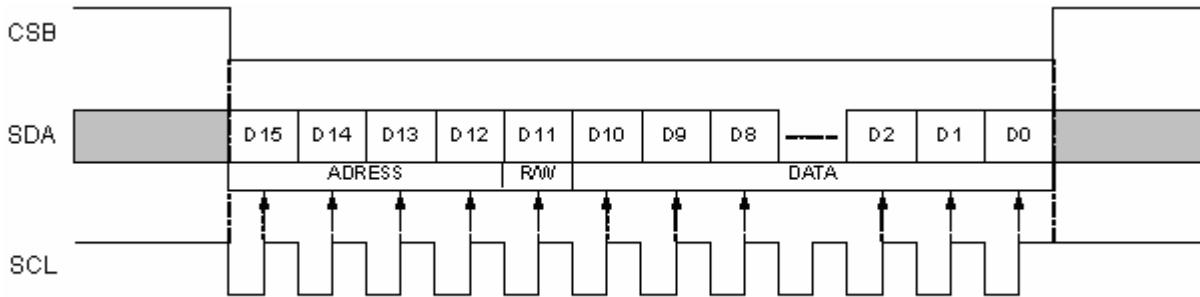 CSB
SDA D15 D14 D13 D12 D11 D10 D9 D8 D2 D1 D0
ADRESS R/W DATA
SCL